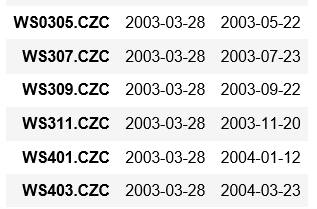 WS0305.CZC 2003-03-28 2003-05-22
WS307.CZC 2003-03-28 2003-07-23
WS309.CZC 2003-03-28 2003-09-22
WS311.CZC 2003-03-28 2003-11-20
WS401.CZC 2003-03-28 2004-01-12
WS403.CZC 2003-03-28 2004-03-23